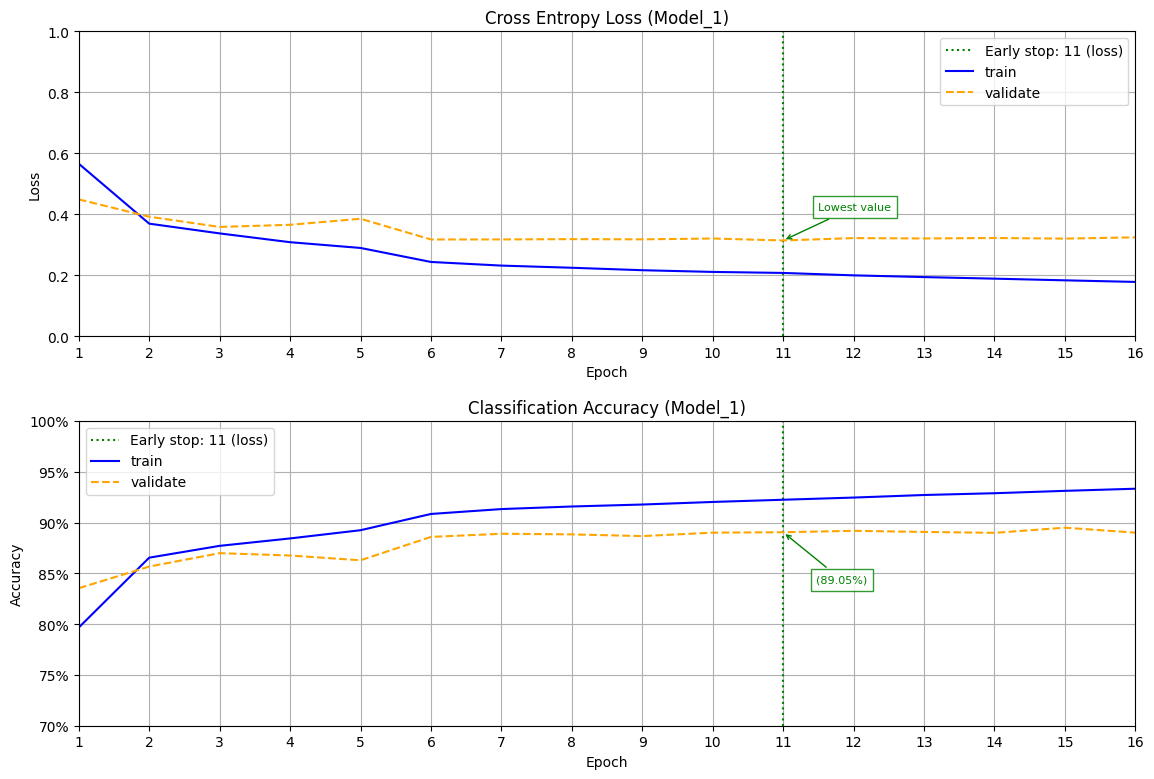 Cross Entropy Loss (Model_1)
1.0
0.8
0.6
0.4
0.2
0.0
Loss
Early stop: 11 (loss)
train
validate
Lowest value
1 2 3 4 5 6 7 8 9 10 11 12 13 14 15 16
Epoch
Classification Accuracy (Model_1)
100%
95%
90%
85%
80%
75%
70%
Accuracy
Early stop: 11 (loss)
train
validate
(89.05%)
1 2 3 4 5 6 7 8 9 10 11 12 13 14 15 16
Epoch